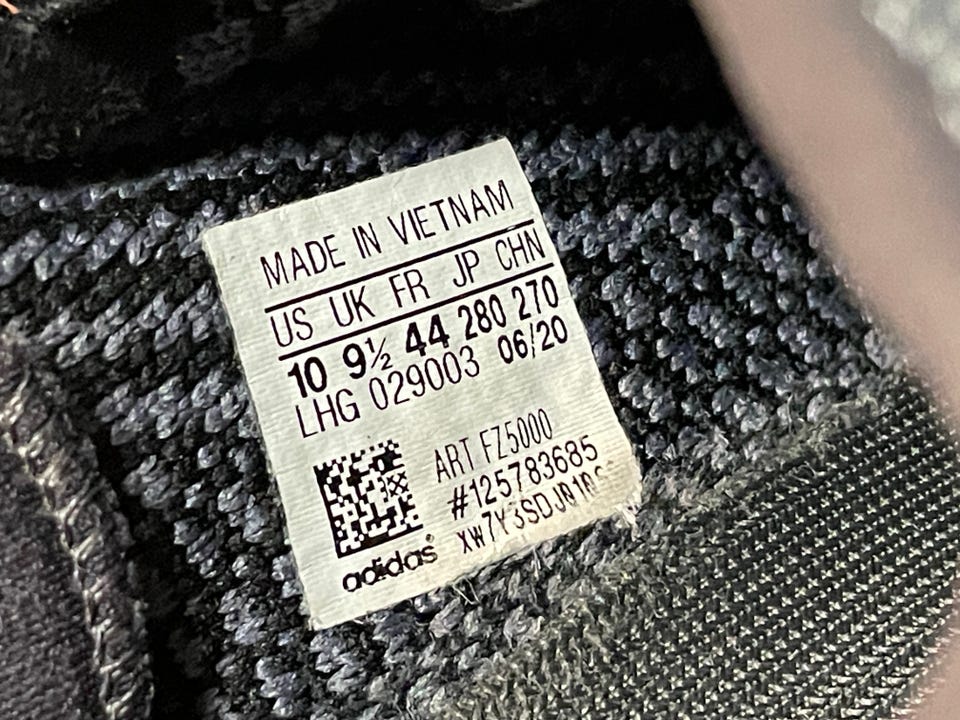 MADE IN VIETNAM
US UK FR JP CHN
10 9½ 44 280 270
LHG 029003 06/20
ART FZ5000
#125783685
adidas®